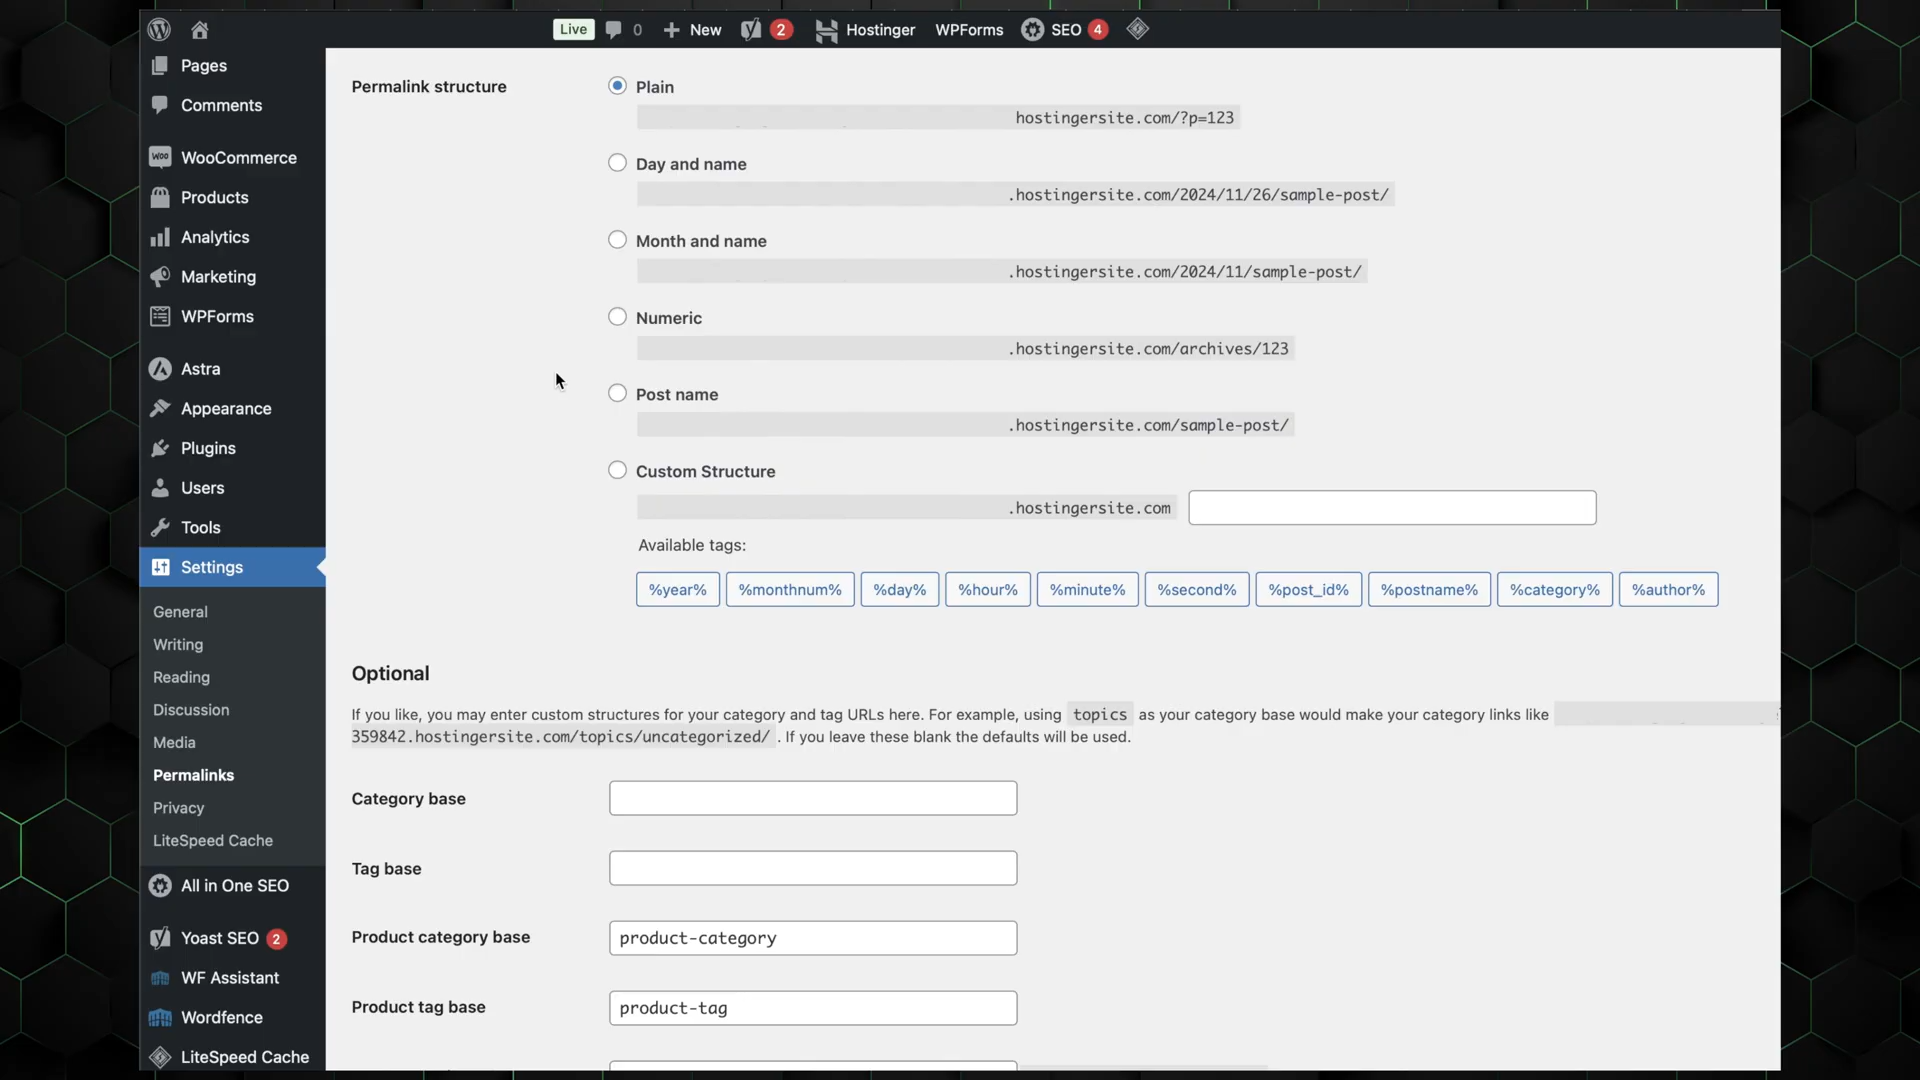 Live 0 New 2 Hostinger WPForms SEO 4
Pages
Comments
WooCommerce
Products
Analytics
Marketing
WPForms
Astra
Appearance
Plugins
Users
Tools
Settings
General
Writing
Reading
Discussion
Media
Permalinks
Privacy
LiteSpeed Cache
All in One SEO
Yoast SEO 2
WF Assistant
Wordfence
LiteSpeed Cache
Permalink structure
Plain
hostingersite.com/?p=123
Day and name
.hostingersite.com/2024/11/26/sample-post/
Month and name
.hostingersite.com/2024/11/sample-post/
Numeric
.hostingersite.com/archives/123
Post name
.hostingersite.com/sample-post/
Custom Structure
.hostingersite.com
Available tags:
%year% %monthnum% %day% %hour% %minute% %second% %post_id% %postname% %category% %author%
Optional
If you like, you may enter custom structures for your category and tag URLs here. For example, using topics as your category base would make your category links like
359842.hostingersite.com/topics/uncategorized/ . If you leave these blank the defaults will be used.
Category base
Tag base
Product category base
product-category
Product tag base
product-tag